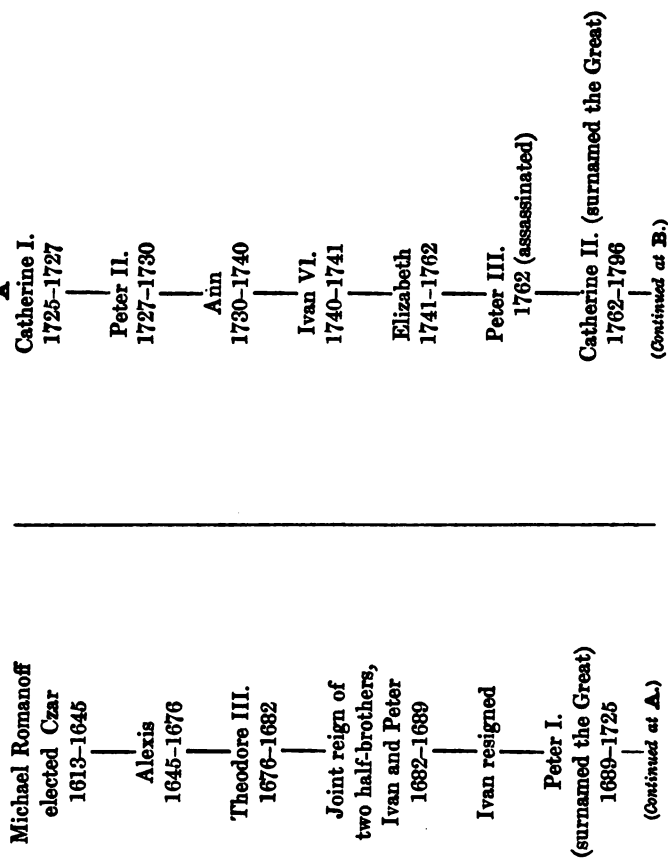 Michael Romanoff
elected Czar
1613–1645
Alexis
1645–1676
Theodore III.
1676–1682
Joint reign of
two half-brothers,
Ivan and Peter
1682–1689
Ivan resigned
Peter I.
(surnamed the Great)
1689–1725
(Continued at A.)
A
Catherine I.
1725–1727
Peter II.
1727–1730
Ann
1730–1740
Ivan VI.
1740–1741
Elizabeth
1741–1762
Peter III.
1762 (assassinated)
Catherine II. (surnamed the Great)
1762–1796
(Continued at B.)